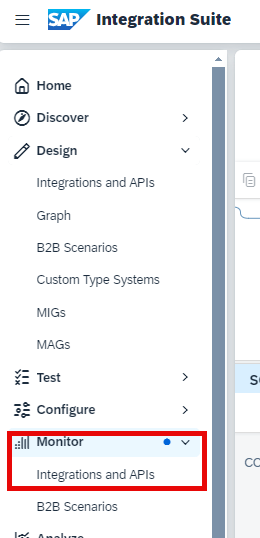 SAP Integration Suite
Home
Discover
Design
Integrations and APIs
Graph
B2B Scenarios
Custom Type Systems
MIGs
MAGs
Test
Configure
Monitor
Integrations and APIs
B2B Scenarios
Analyze